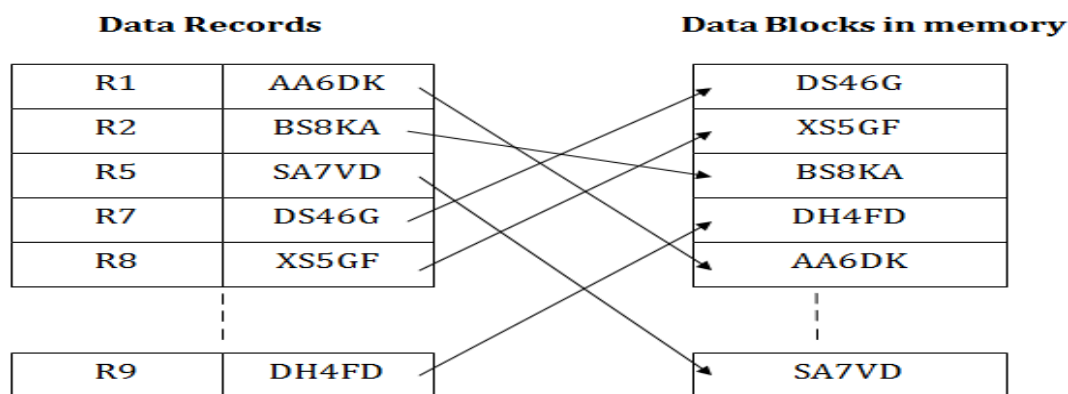 Data Records Data Blocks in memory
R1 AA6DK DS46G
R2 BS8KA XS5GF
R5 SA7VD BS8KA
R7 DS46G DH4FD
R8 XS5GF AA6DK
R9 DH4FD SA7VD